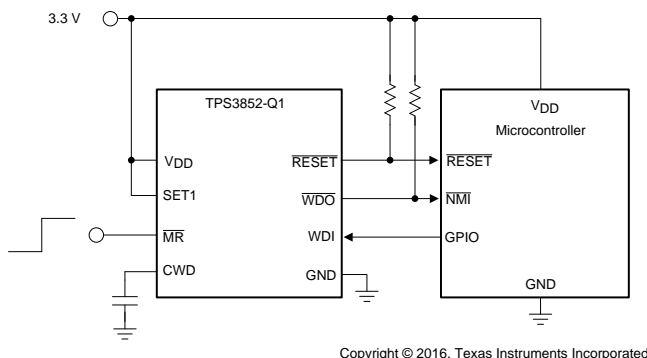 3.3 V
TPS3852-Q1
VDD
Microcontroller
VDD
RESET
RESET
SET1
WDO
NMI
MR
WDI
GPIO
CWD
GND
GND
Copyright © 2016, Texas Instruments Incorporated